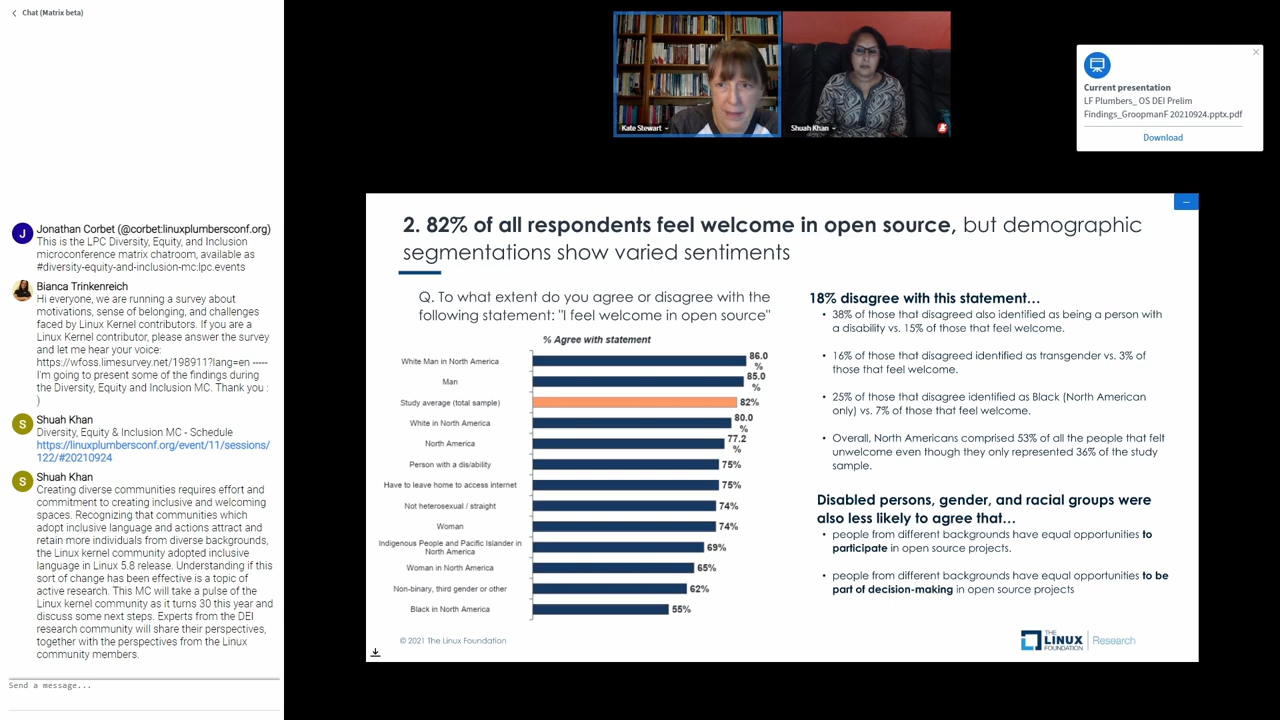 Chat (Matrix beta)
Jonathan Corbet (@corbet:linuxplumbersconf.org)
This is the LPC Diversity, Equity, and Inclusion
microconference matrix chatroom, available as
#diversity-equity-and-inclusion-mc:lpc.events
Bianca Trinkenreich
Hi everyone, we are running a survey about
motivations, sense of belonging, and challenges
faced by Linux Kernel contributors. If you are a
Linux Kernel contributor, please answer the survey
and let me hear your voice:
https://wfoss.limesurvey.net/198911?lang=en -----
I'm going to present some of the findings during
the Diversity, Equity and Inclusion MC. Thank you :
)
S
Shuah Khan
Diversity, Equity & Inclusion MC - Schedule
https://linuxplumbersconf.org/event/11/sessions/
122/#20210924
S
Shuah Khan
Creating diverse communities requires effort and
commitment to creating inclusive and welcoming
spaces. Recognizing that communities which
adopt inclusive language and actions attract and
retain more individuals from diverse backgrounds,
the Linux kernel community adopted inclusive
language in Linux 5.8 release. Understanding if this
sort of change has been effective is a topic of
active research. This MC will take a pulse of the
Linux kernel community as it turns 30 this year and
discuss some next steps. Experts from the DEI
research community will share their perspectives,
together with the perspectives from the Linux
community members.
Send a message...
J
Kate Stewart
Shuah Khan
Current presentation
LF Plumbers_ OS DEI Prelim
Findings_GroopmanF 20210924.pptx.pdf
Download
2. 82% of all respondents feel welcome in open source, but demographic
segmentations show varied sentiments
Q. To what extent do you agree or disagree with the
following statement: "I feel welcome in open source"
% Agree with statement
White Man in North America 86.0
%
Man 85.0
%
Study average (total sample) 82%
White in North America 80.0
%
North America 77.2
%
Person with a dis/ability 75%
Have to leave home to access internet 75%
Not heterosexual / straight 74%
Woman 74%
Indigenous People and Pacific Islander in
North America 69%
Woman in North America 65%
Non-binary, third gender or other 62%
Black in North America 55%
18% disagree with this statement…
• 38% of those that disagreed also identified as being a person with
a disability vs. 15% of those that feel welcome.
• 16% of those that disagreed identified as transgender vs. 3% of
those that feel welcome.
• 25% of those that disagree identified as Black (North American
only) vs. 7% of those that feel welcome.
• Overall, North Americans comprised 53% of all the people that felt
unwelcome even though they only represented 36% of the study
sample.
Disabled persons, gender, and racial groups were
also less likely to agree that…
• people from different backgrounds have equal opportunities to
participate in open source projects.
• people from different backgrounds have equal opportunities to be
part of decision-making in open source projects
© 2021 The Linux Foundation
THE
LINUX
FOUNDATION
Research